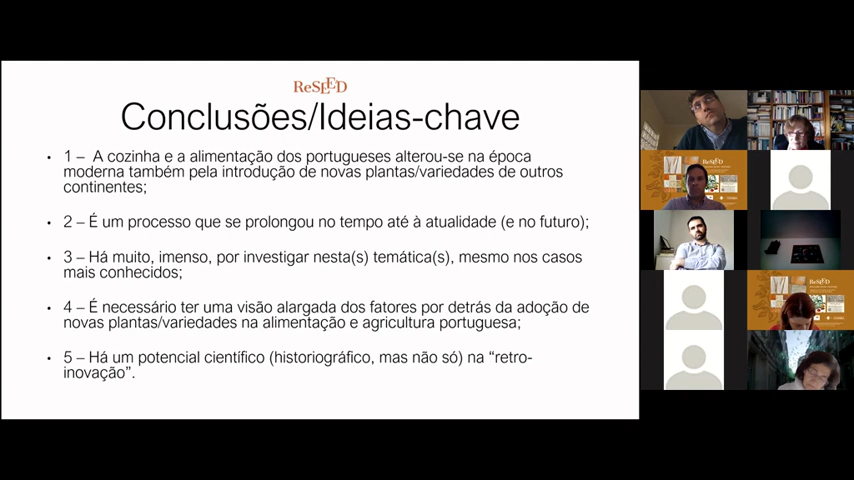 ReSEED
Conclusões/Ideias-chave
• 1 – A cozinha e a alimentação dos portugueses alterou-se na época
moderna também pela introdução de novas plantas/variedades de outros
continentes;
• 2 – É um processo que se prolongou no tempo até à atualidade (e no futuro);
• 3 – Há muito, imenso, por investigar nesta(s) temática(s), mesmo nos casos
mais conhecidos;
• 4 – É necessário ter uma visão alargada dos fatores por detrás da adoção de
novas plantas/variedades na alimentação e agricultura portuguesa;
• 5 – Há um potencial científico (historiográfico, mas não só) na “retro-
inovação”.
ReSEED
ReSEED